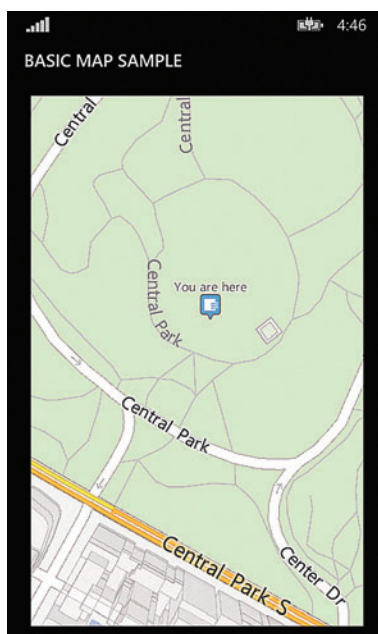 4:46
BASIC MAP SAMPLE
Central
Central
Central Park
You are here
Central Park
Central Park S
Center Dr